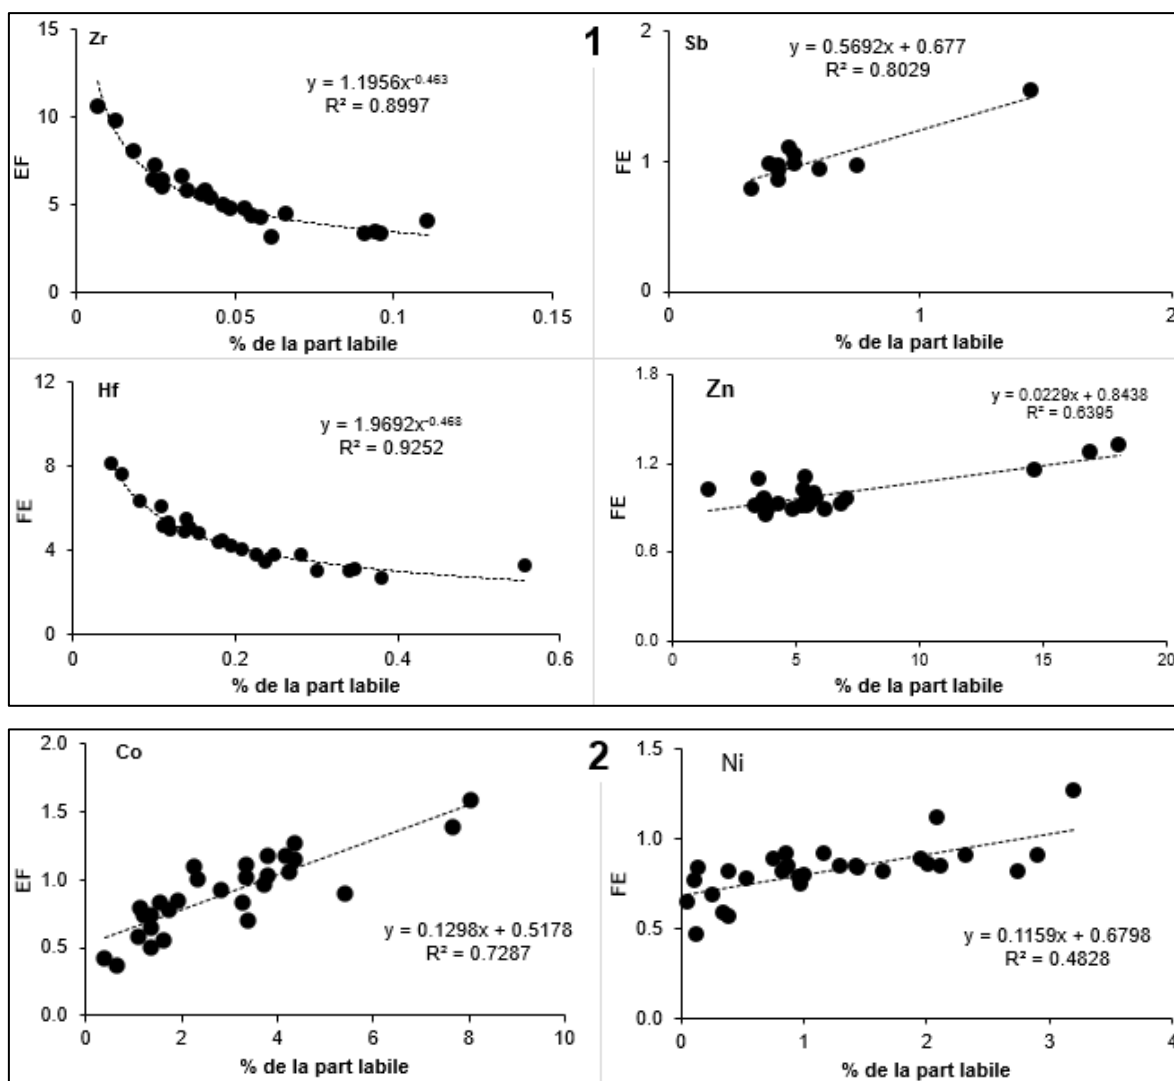 1
Zr
y = 1.1956x^-0.463
R² = 0.8997
EF
15
10
5
0
0
0.05
0.1
0.15
% de la part labile
Sb
y = 0.5692x + 0.677
R² = 0.8029
FE
2
1
0
0
1
2
% de la part labile
Hf
y = 1.9692x^-0.468
R² = 0.9252
FE
12
8
4
0
0
0.2
0.4
0.6
% de la part labile
Zn
y = 0.0229x + 0.8438
R² = 0.6395
FE
1.8
1.2
0.6
0.0
0
5
10
15
20
% de la part labile
2
Co
y = 0.1298x + 0.5178
R² = 0.7287
EF
2.0
1.5
1.0
0.5
0.0
0
2
4
6
8
10
% de la part labile
Ni
y = 0.1159x + 0.6798
R² = 0.4828
FE
1.5
1.0
0.5
0.0
0
1
2
3
4
% de la part labile